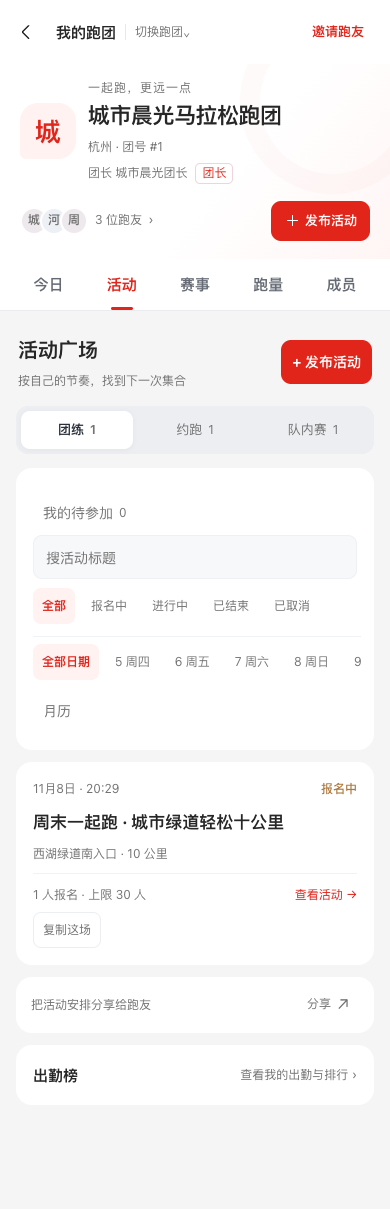 我的跑团 切换跑团 邀请跑友
一起跑，更远一点
城
城市晨光马拉松跑团
杭州 · 团号 #1
团长 城市晨光团长 团长
城 河 周 3 位跑友 ›
＋ 发布活动
今日 活动 赛事 跑量 成员
活动广场
按自己的节奏，找到下一次集合
+ 发布活动
团练 1 约跑 1 队内赛 1
我的待参加 0
搜活动标题
全部 报名中 进行中 已结束 已取消
全部日期 5 周四 6 周五 7 周六 8 周日 9
月历
11月8日 · 20:29 报名中
周末一起跑 · 城市绿道轻松十公里
西湖绿道南入口 · 10 公里
1 人报名 · 上限 30 人 查看活动 →
复制这场
把活动安排分享给跑友 分享 ↗
出勤榜 查看我的出勤与排行 ›